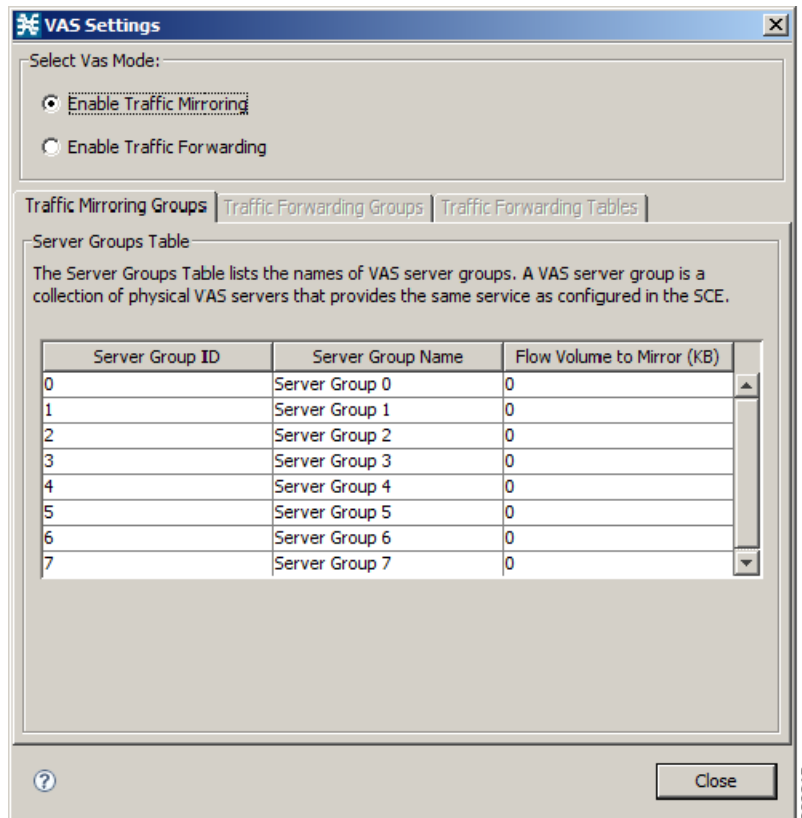 VAS Settings
Select Vas Mode:
Enable Traffic Mirroring
Enable Traffic Forwarding
Traffic Mirroring Groups Traffic Forwarding Groups Traffic Forwarding Tables
Server Groups Table
The Server Groups Table lists the names of VAS server groups. A VAS server group is a
collection of physical VAS servers that provides the same service as configured in the SCE.
Server Group ID Server Group Name Flow Volume to Mirror (KB)
0 Server Group 0 0
1 Server Group 1 0
2 Server Group 2 0
3 Server Group 3 0
4 Server Group 4 0
5 Server Group 5 0
6 Server Group 6 0
7 Server Group 7 0
? Close